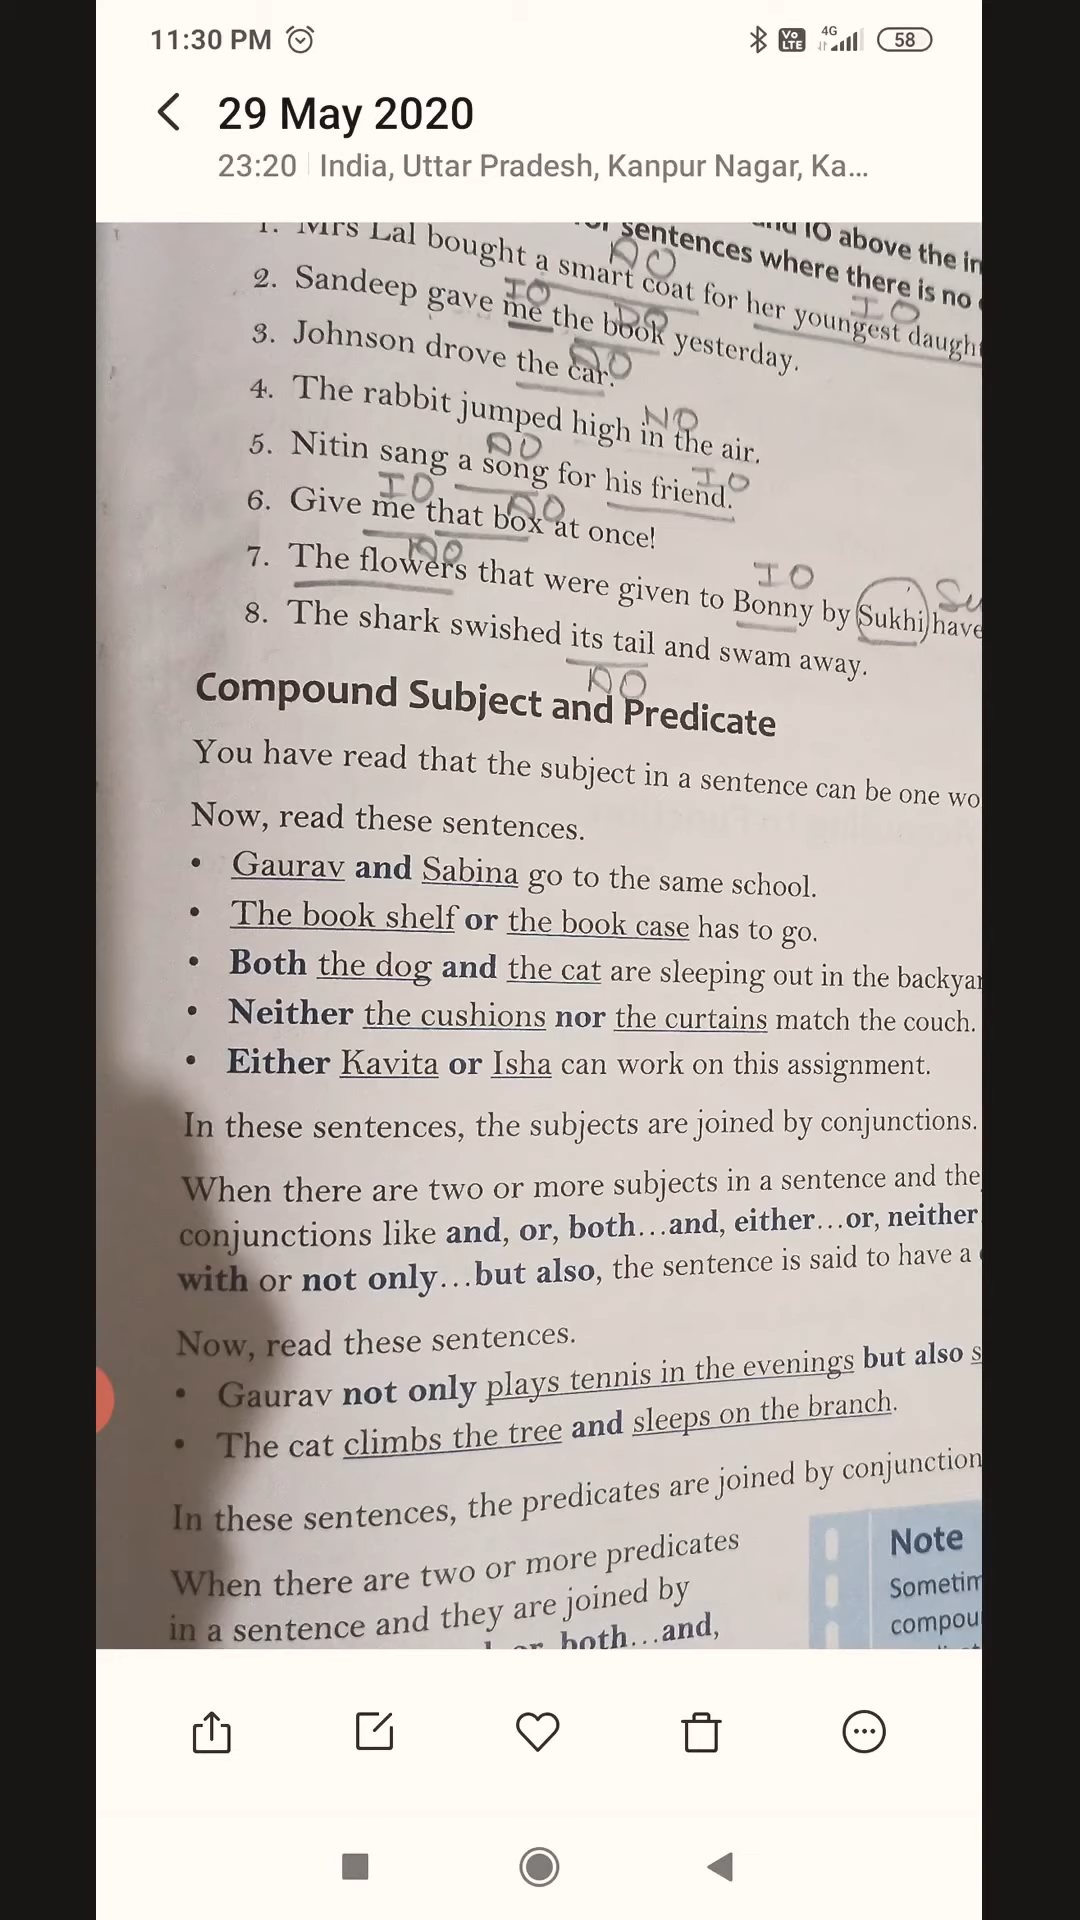 11:30 PM
Vo LTE 4G 58
29 May 2020
23:20 India, Uttar Pradesh, Kanpur Nagar, Ka...
IO above the in
sentences where there is no
DO
1. Mrs Lal bought a smart coat for her youngest daugh
IO DO IO
2. Sandeep gave me the book yesterday.
DO
3. Johnson drove the car.
NO
4. The rabbit jumped high in the air.
DO IO
5. Nitin sang a song for his friend.
IO DO
6. Give me that box at once!
DO IO Su
7. The flowers that were given to Bonny by Sukhi have
8. The shark swished its tail and swam away.
DO
Compound Subject and Predicate
You have read that the subject in a sentence can be one wo
Now, read these sentences.
• Gaurav and Sabina go to the same school.
• The book shelf or the book case has to go.
• Both the dog and the cat are sleeping out in the backyar
• Neither the cushions nor the curtains match the couch.
• Either Kavita or Isha can work on this assignment.
In these sentences, the subjects are joined by conjunctions.
When there are two or more subjects in a sentence and the
conjunctions like and, or, both...and, either...or, neither
with or not only...but also, the sentence is said to have a
Now, read these sentences.
• Gaurav not only plays tennis in the evenings but also s
• The cat climbs the tree and sleeps on the branch.
In these sentences, the predicates are joined by conjunction
When there are two or more predicates
in a sentence and they are joined by
or both...and,
Note
Sometim
compou